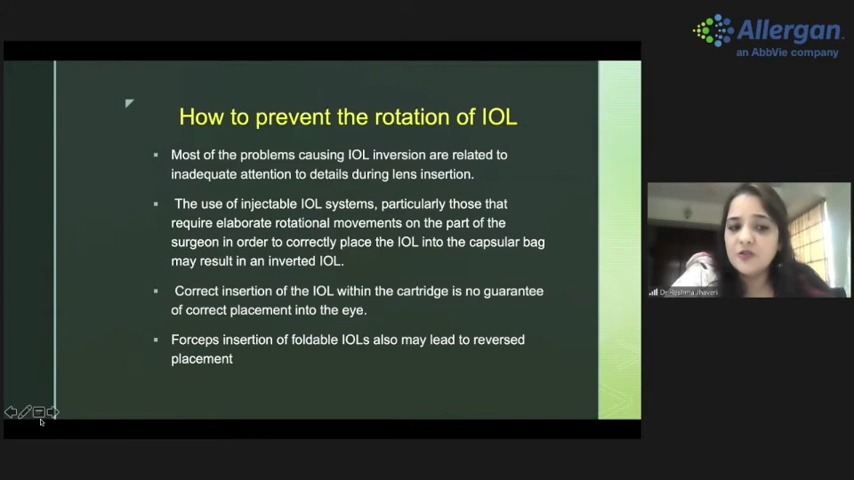 Allergan
an AbbVie company
How to prevent the rotation of IOL
Most of the problems causing IOL inversion are related to
inadequate attention to details during lens insertion.
The use of injectable IOL systems, particularly those that
require elaborate rotational movements on the part of the
surgeon in order to correctly place the IOL into the capsular bag
may result in an inverted IOL.
Correct insertion of the IOL within the cartridge is no guarantee
of correct placement into the eye.
Forceps insertion of foldable IOLs also may lead to reversed
placement
Dr Reshma Jhaveri